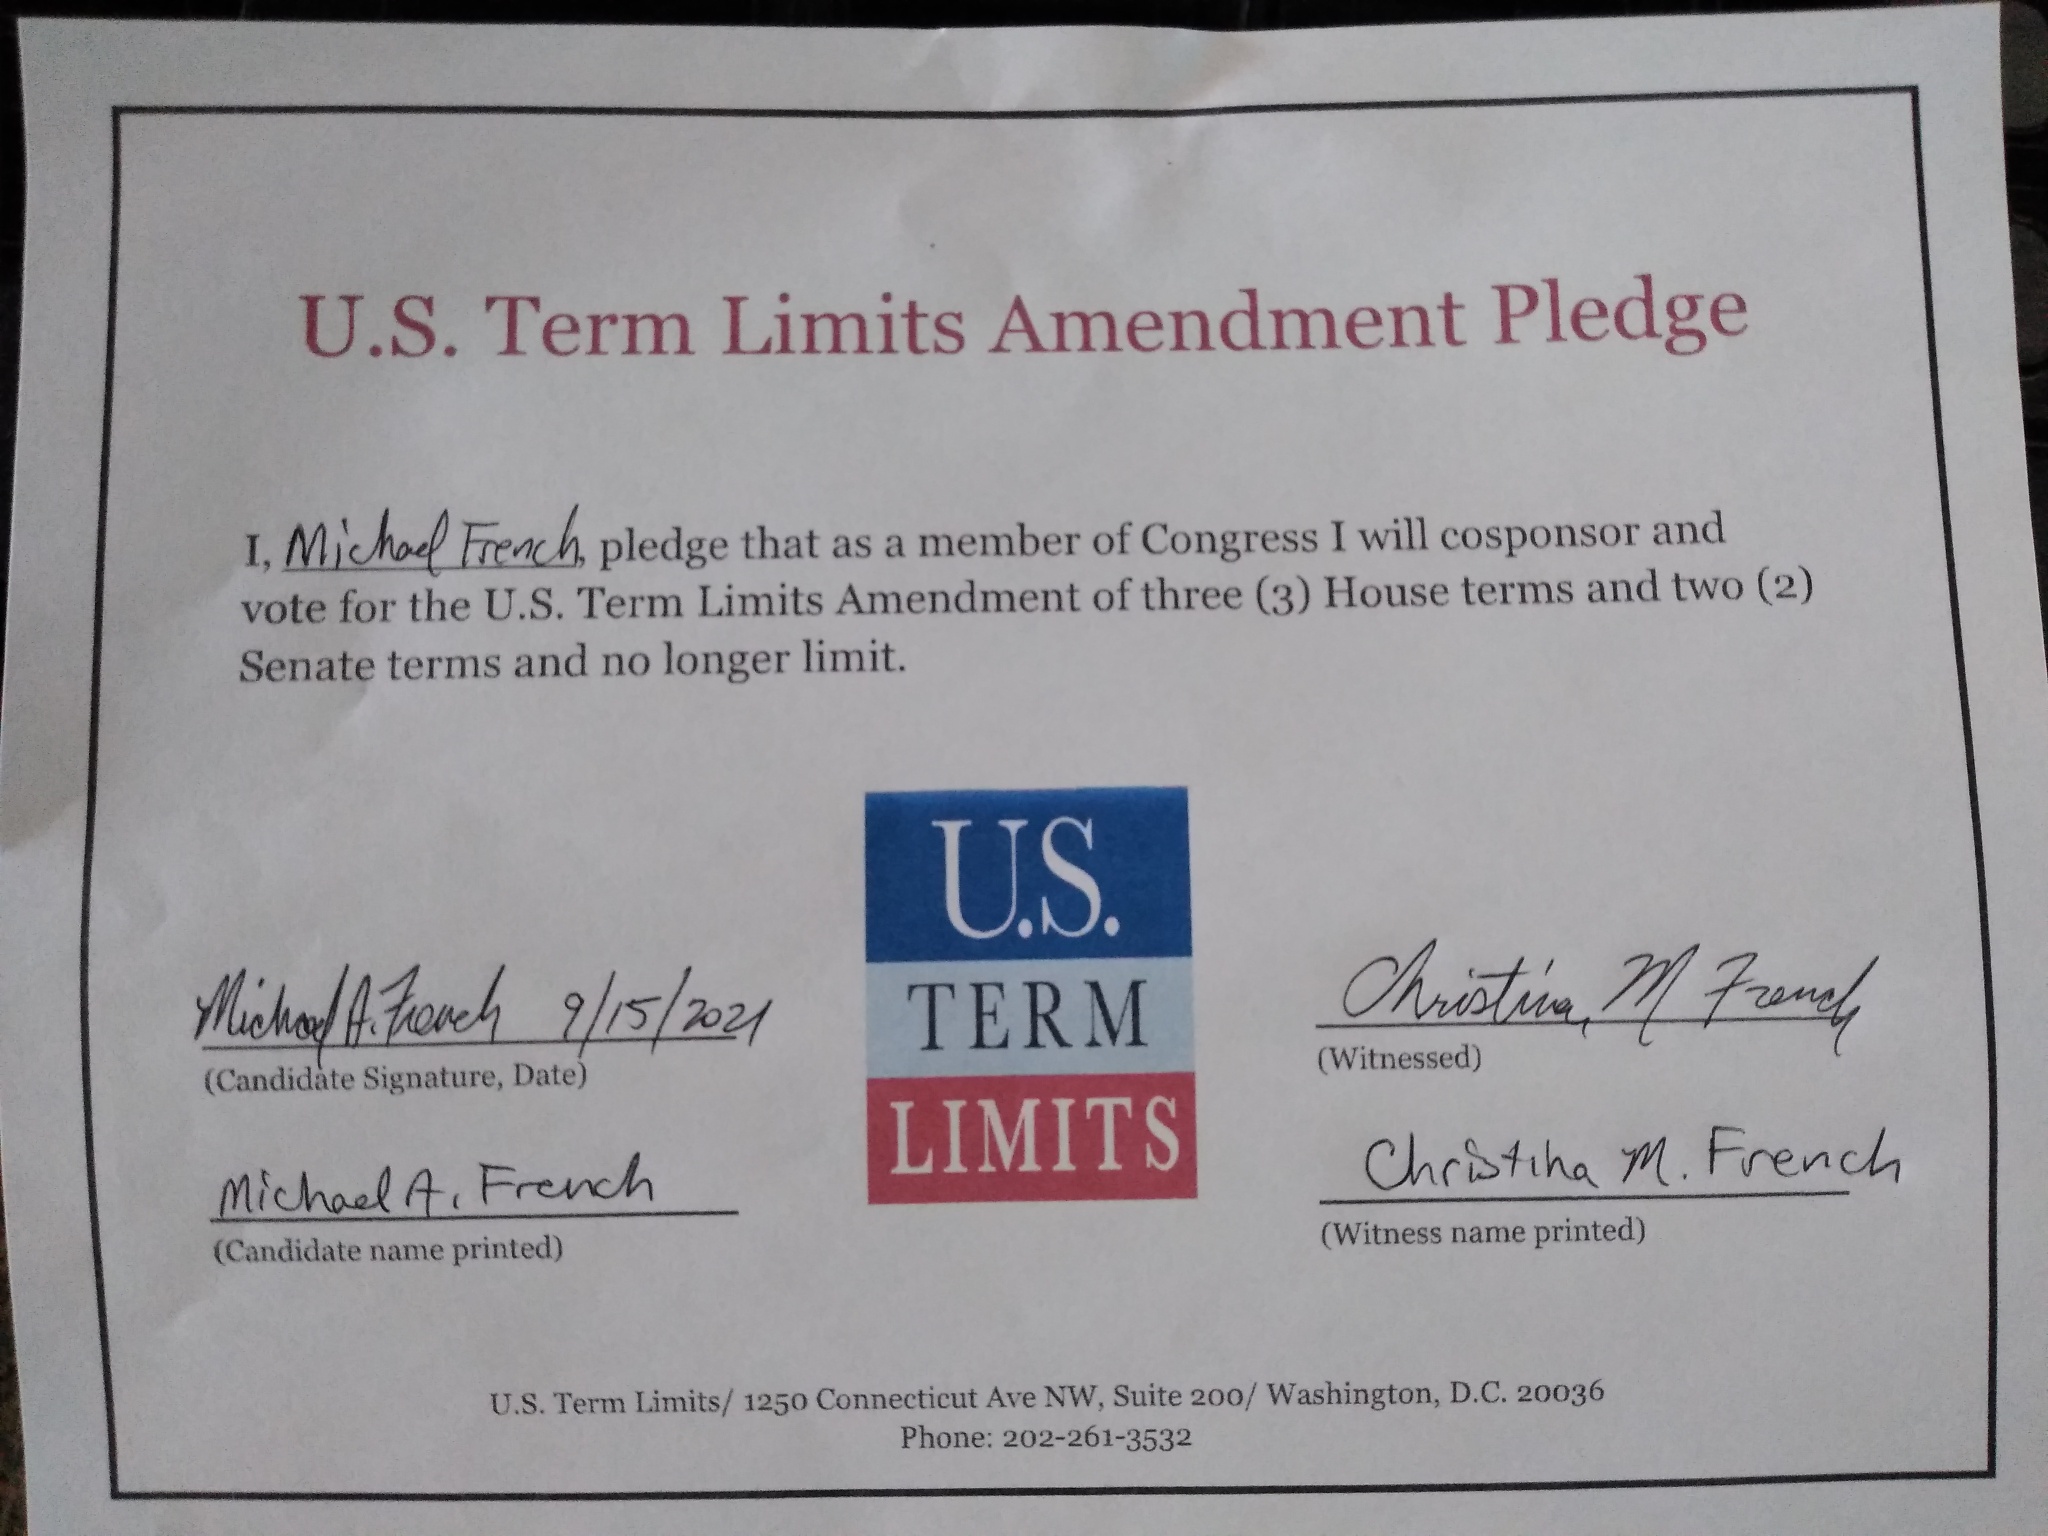 U.S. Term Limits Amendment Pledge
I, Michael French, pledge that as a member of Congress I will cosponsor and
vote for the U.S. Term Limits Amendment of three (3) House terms and two (2)
Senate terms and no longer limit.
U.S.
TERM
LIMITS
Michael A. French 9/15/2021
(Candidate Signature, Date)
Michael A. French
(Candidate name printed)
Christina M French
(Witnessed)
Christina M. French
(Witness name printed)
U.S. Term Limits/ 1250 Connecticut Ave NW, Suite 200/ Washington, D.C. 20036
Phone: 202-261-3532